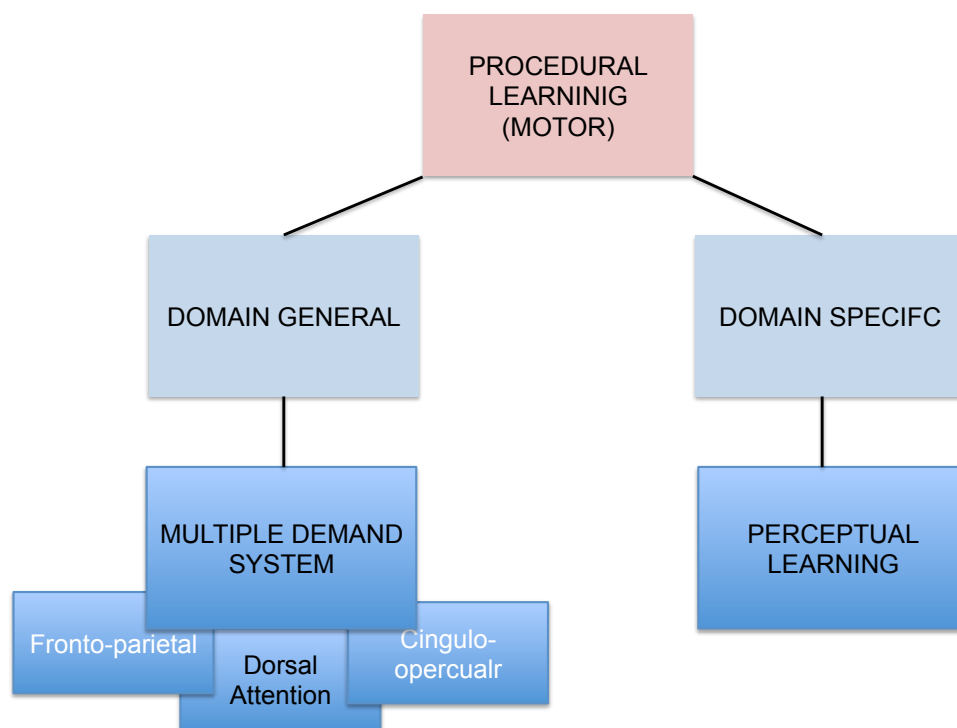 PROCEDURAL
LEARNINIG
(MOTOR)
DOMAIN GENERAL
DOMAIN SPECIFC
MULTIPLE DEMAND
SYSTEM
PERCEPTUAL
LEARNING
Fronto-parietal
Dorsal
Attention
Cingulo-
opercualr